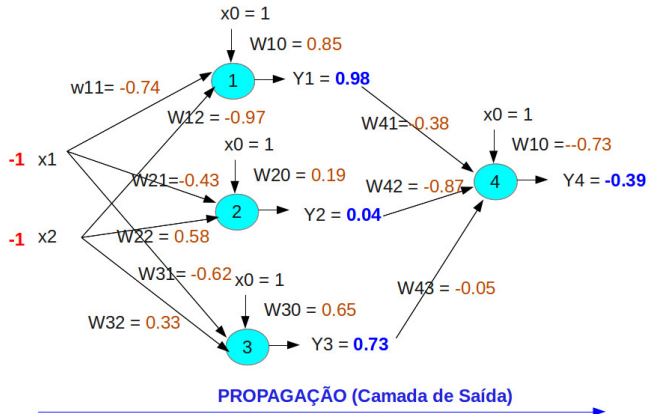 x0 = 1
W10 = 0.85
w11= -0.74
1
Y1 = 0.98
W12 = -0.97
W41=-0.38
x0 = 1
x0 = 1
W10 =--0.73
-1 x1
W21=-0.43
W20 = 0.19
W42 = -0.87
4
Y4 = -0.39
2
Y2 = 0.04
-1 x2
W22 = 0.58
W31= -0.62
x0 = 1
W43 = -0.05
W32 = 0.33
W30 = 0.65
3
Y3 = 0.73
PROPAGAÇÃO (Camada de Saída)